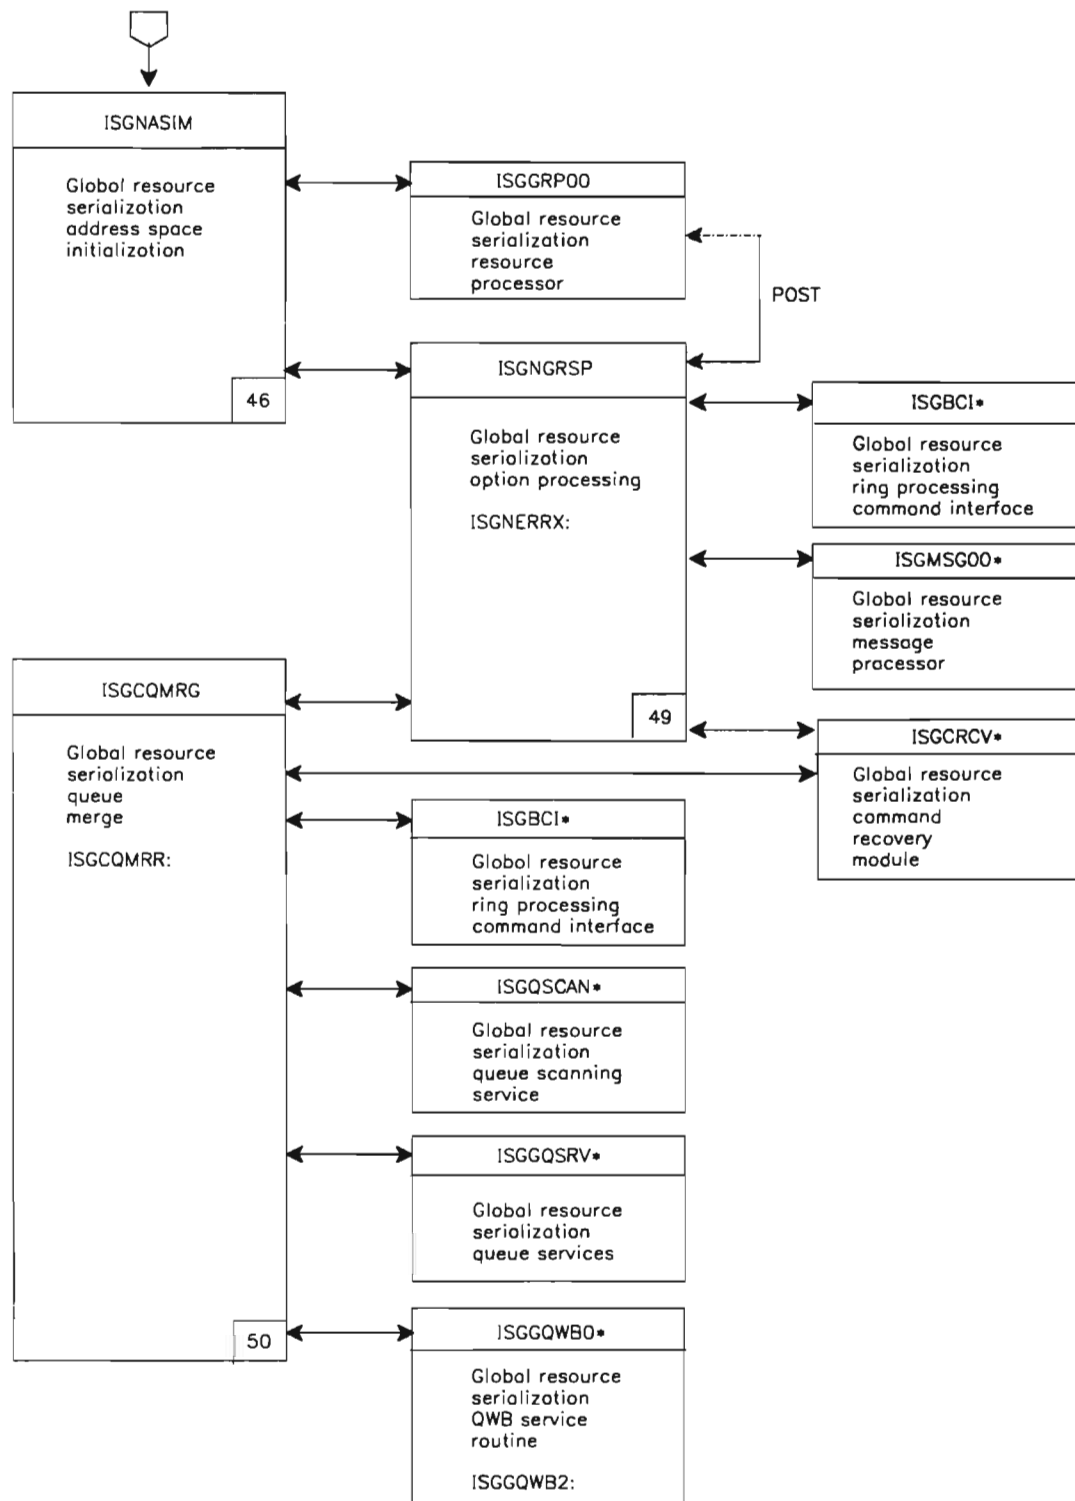 ISGNASIM
Global resource
serialization
address space
initialization
46
ISGGRP00
Global resource
serialization
resource
processor
POST
ISGNGRSP
Global resource
serialization
option processing
ISGNERRX:
49
ISGBCI*
Global resource
serialization
ring processing
command interface
ISGMSG00*
Global resource
serialization
message
processor
ISGCRCV*
Global resource
serialization
command
recovery
module
ISGCQMRG
Global resource
serialization
queue
merge
ISGCQMRR:
50
ISGBCI*
Global resource
serialization
ring processing
command interface
ISGQSCAN*
Global resource
serialization
queue scanning
service
ISGGQSRV*
Global resource
serialization
queue services
ISGGQWB0*
Global resource
serialization
QWB service
routine
ISGGQWB2: